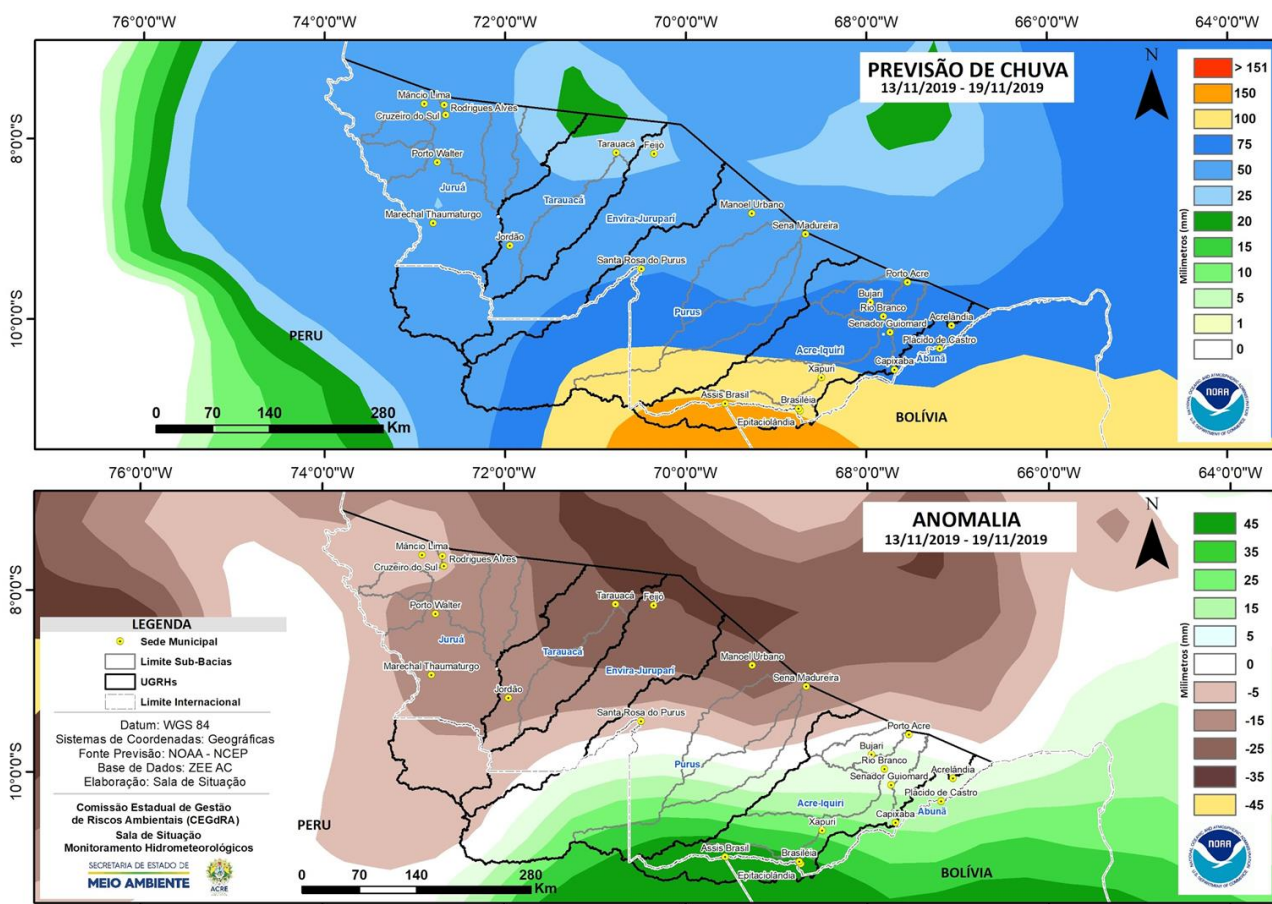 76°0'0"W 74°0'0"W 72°0'0"W 70°0'0"W 68°0'0"W 66°0'0"W 64°0'0"W
PREVISÃO DE CHUVA
13/11/2019 - 19/11/2019
N
Milímetros (mm)
> 151
150
100
75
50
25
20
15
10
5
1
0
8°0'0"S
10°0'0"S
Mâncio Lima
Rodrigues Alves
Cruzeiro do Sul
Porto Walter
Juruá
Marechal Thaumaturgo
Jordão
Tarauacá
Feijó
Tarauacá
Envira-Jurupari
Manoel Urbano
Sena Madureira
Santa Rosa do Purus
Purus
Porto Acre
Bujari
Rio Branco
Senador Guiomard
Acrelândia
Plácido de Castro
Abunã
Acre-Iquiri
Capixaba
Xapuri
Assis Brasil
Brasiléia
Epitaciolândia
PERU
BOLÍVIA
0 70 140 280
Km
NOAA
76°0'0"W 74°0'0"W 72°0'0"W 70°0'0"W 68°0'0"W 66°0'0"W 64°0'0"W
ANOMALIA
13/11/2019 - 19/11/2019
N
Milímetros (mm)
45
35
25
15
5
0
-5
-15
-25
-35
-45
8°0'0"S
10°0'0"S
Mâncio Lima
Rodrigues Alves
Cruzeiro do Sul
Porto Walter
Juruá
Marechal Thaumaturgo
Jordão
Tarauacá
Feijó
Tarauacá
Envira-Jurupari
Manoel Urbano
Sena Madureira
Santa Rosa do Purus
Purus
Porto Acre
Bujari
Rio Branco
Senador Guiomard
Acrelândia
Plácido de Castro
Abunã
Acre-Iquiri
Capixaba
Xapuri
Assis Brasil
Brasiléia
Epitaciolândia
PERU
BOLÍVIA
0 70 140 280
Km
NOAA
LEGENDA
Sede Municipal
Limite Sub-Bacias
UGRHs
Limite Internacional
Datum: WGS 84
Sistemas de Coordenadas: Geográficas
Fonte Previsão: NOAA - NCEP
Base de Dados: ZEE AC
Elaboração: Sala de Situação
Comissão Estadual de Gestão
de Riscos Ambientais (CEGdRA)
Sala de Situação
Monitoramento Hidrometeorológicos
SECRETARIA DE ESTADO DE
MEIO AMBIENTE
ACRE